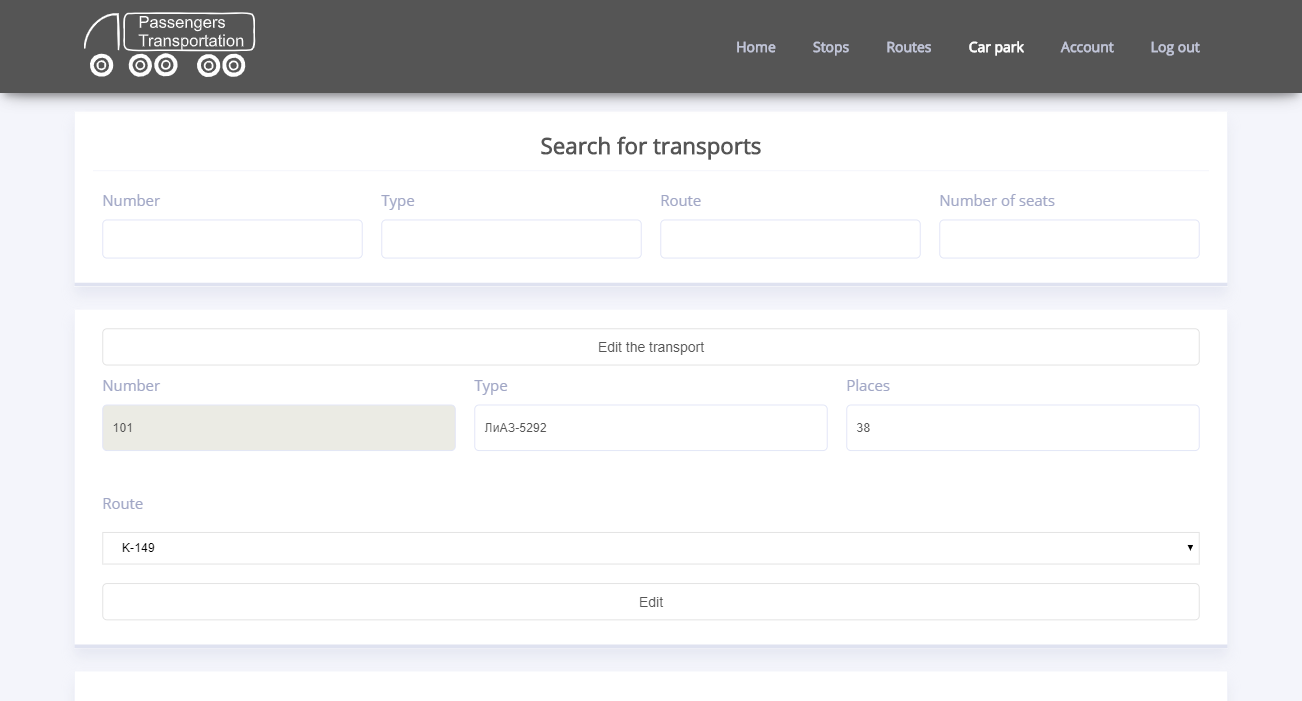 Passengers
Transportation
Home Stops Routes Car park Account Log out
Search for transports
Number Type Route Number of seats
Edit the transport
Number Type Places
101 ЛиАЗ-5292 38
Route
К-149
Edit